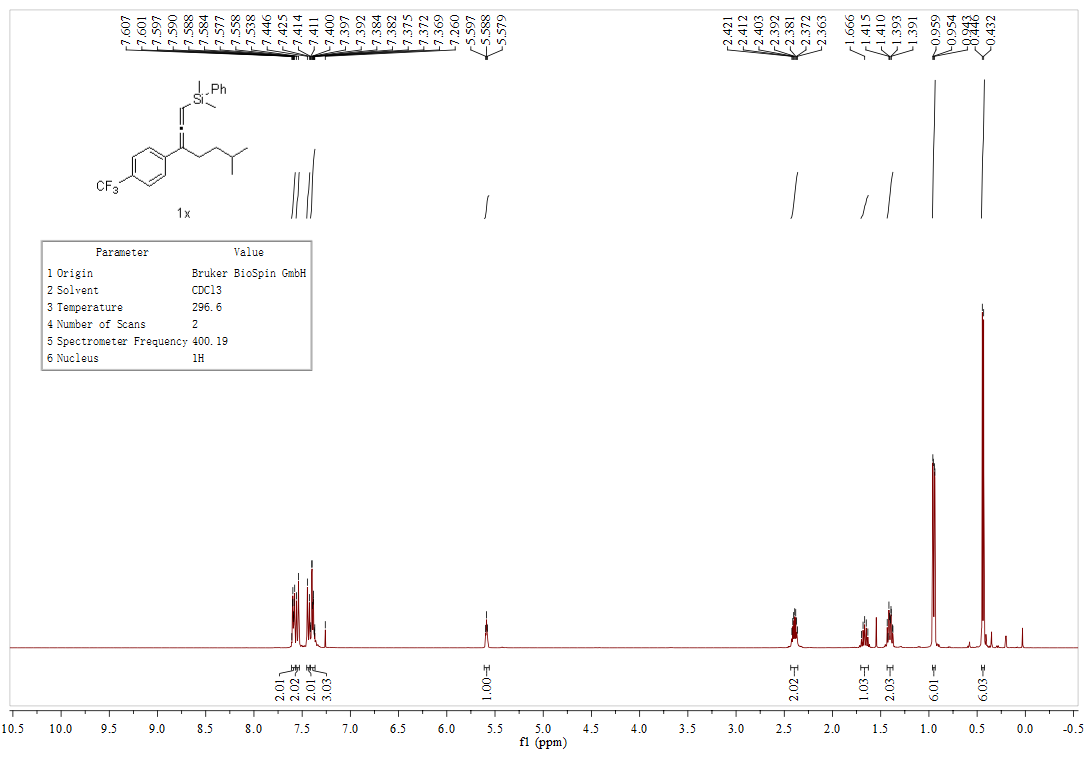 7.607 7.601 7.597 7.590 7.588 7.584 7.577 7.558 7.538 7.446 7.425 7.414 7.411 7.400 7.397 7.392 7.384 7.382 7.375 7.372 7.369 7.260 5.597 5.588 5.579 2.421 2.412 2.403 2.392 2.381 2.372 2.363 1.666 1.415 1.410 1.393 1.391 0.959 0.954 0.943 0.446 0.432
Ph
Si
CF3
1x
Parameter Value
1 Origin Bruker BioSpin GmbH
2 Solvent CDCl3
3 Temperature 296.6
4 Number of Scans 2
5 Spectrometer Frequency 400.19
6 Nucleus 1H
2.01 2.02 2.01 3.03 1.00 2.02 1.03 2.03 6.01 6.03
10.5 10.0 9.5 9.0 8.5 8.0 7.5 7.0 6.5 6.0 5.5 5.0 4.5 4.0 3.5 3.0 2.5 2.0 1.5 1.0 0.5 0.0 -0.5
f1 (ppm)